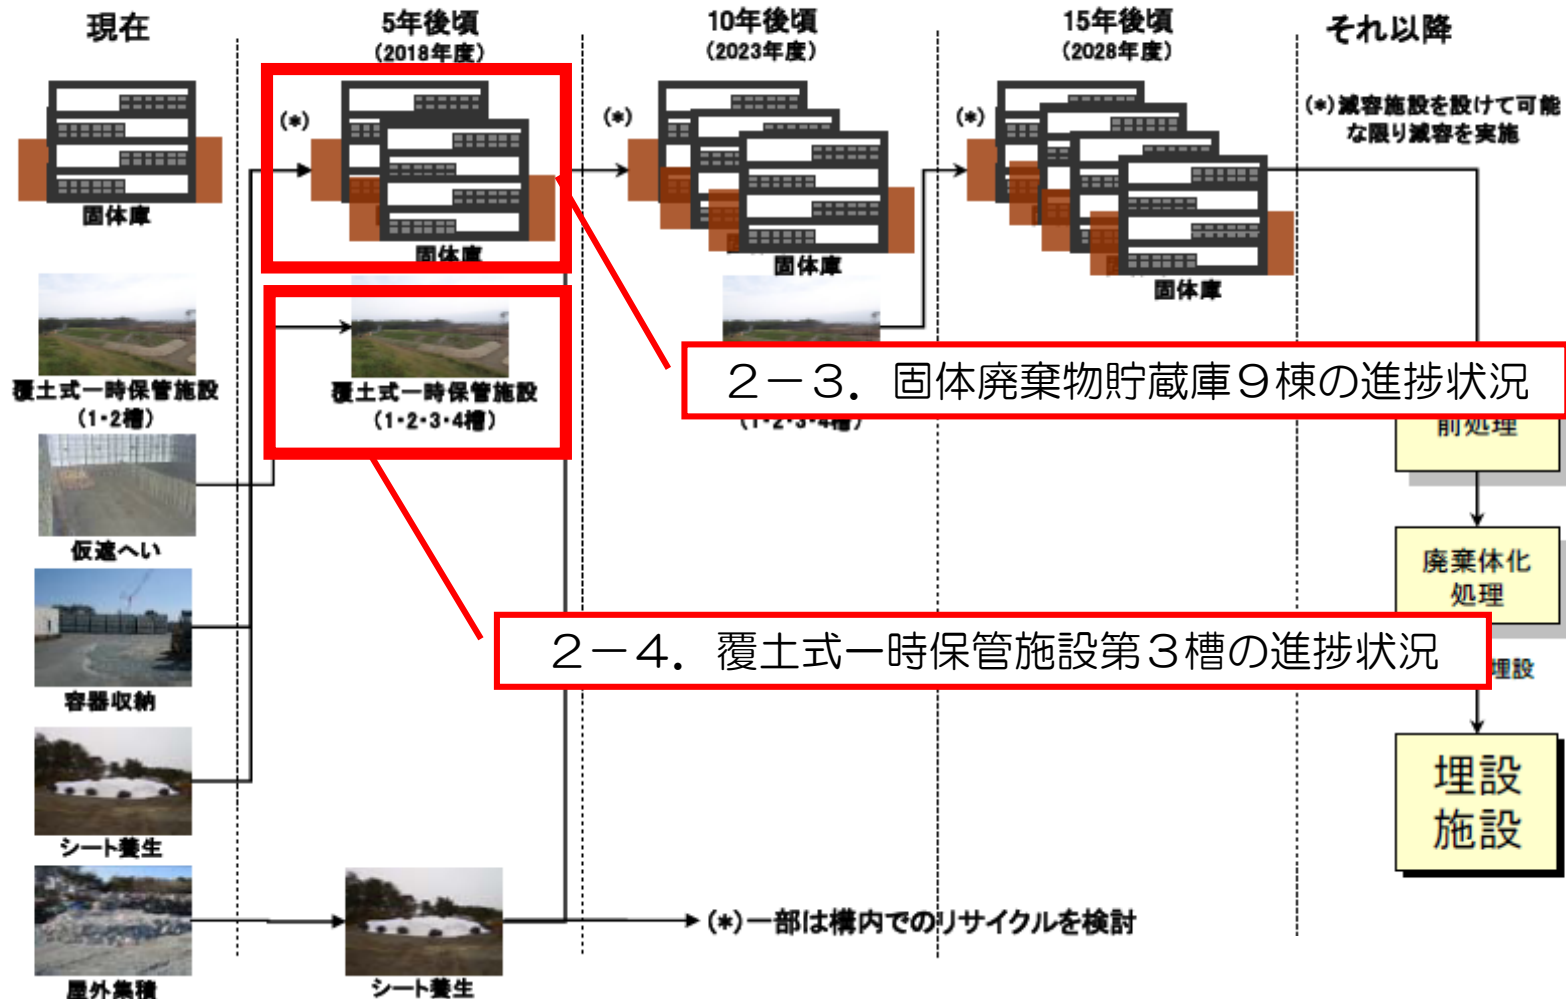 現在
5年後頃
(2018年度)
10年後頃
(2023年度)
15年後頃
(2028年度)
それ以降
(*)
(*)
(*)
(*)減容施設を設けて可能
な限り減容を実施
固体庫
固体庫
固体庫
固体庫
覆土式一時保管施設
(1・2槽)
覆土式一時保管施設
(1・2・3・4槽)
2－3．固体廃棄物貯蔵庫9棟の進捗状況
(1・2・3・4槽)
前処理
仮遮へい
廃棄体化
処理
2－4．覆土式一時保管施設第3槽の進捗状況
埋設
容器収納
埋設
施設
シート養生
(*)一部は構内でのリサイクルを検討
屋外集積
シート養生